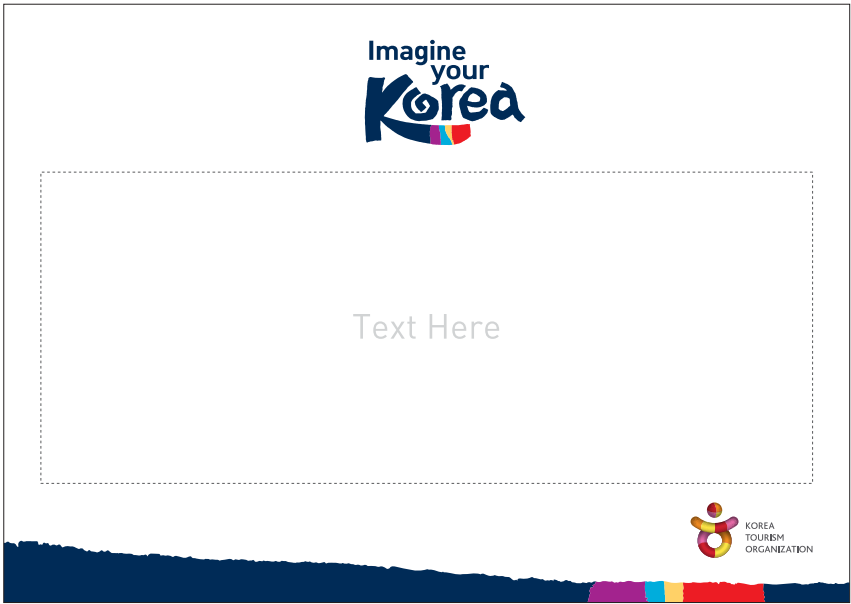 Imagine
your
Korea
Text Here
KOREA
TOURISM
ORGANIZATION